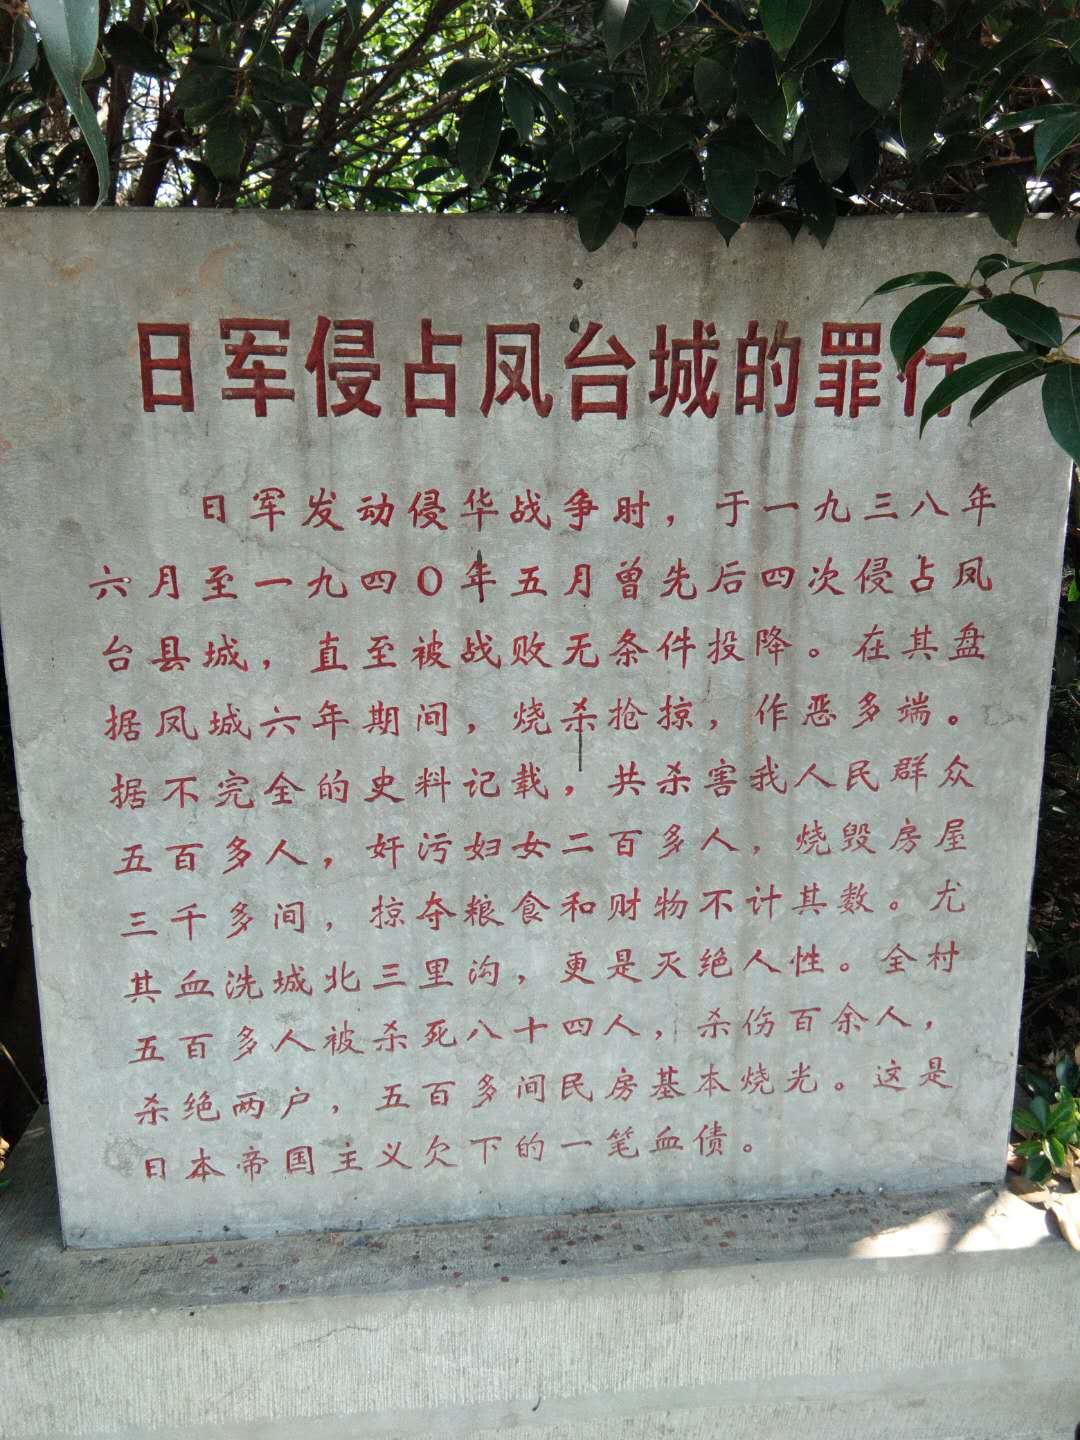 日军侵占凤台城的罪行
日军发动侵华战争时，于一九三八年
六月至一九四〇年五月曾先后四次侵占凤
台县城，直至被战败无条件投降。在其盘
据凤城六年期间，烧杀抢掠，作恶多端。
据不完全的史料记载，共杀害我人民群众
五百多人，奸污妇女二百多人，烧毁房屋
三千多间，掠夺粮食和财物不计其数。尤
其血洗城北三里沟，更是灭绝人性。全村
五百多人被杀死八十四人，杀伤百余人，
杀绝两户，五百多间民房基本烧光。这是
日本帝国主义欠下的一笔血债。